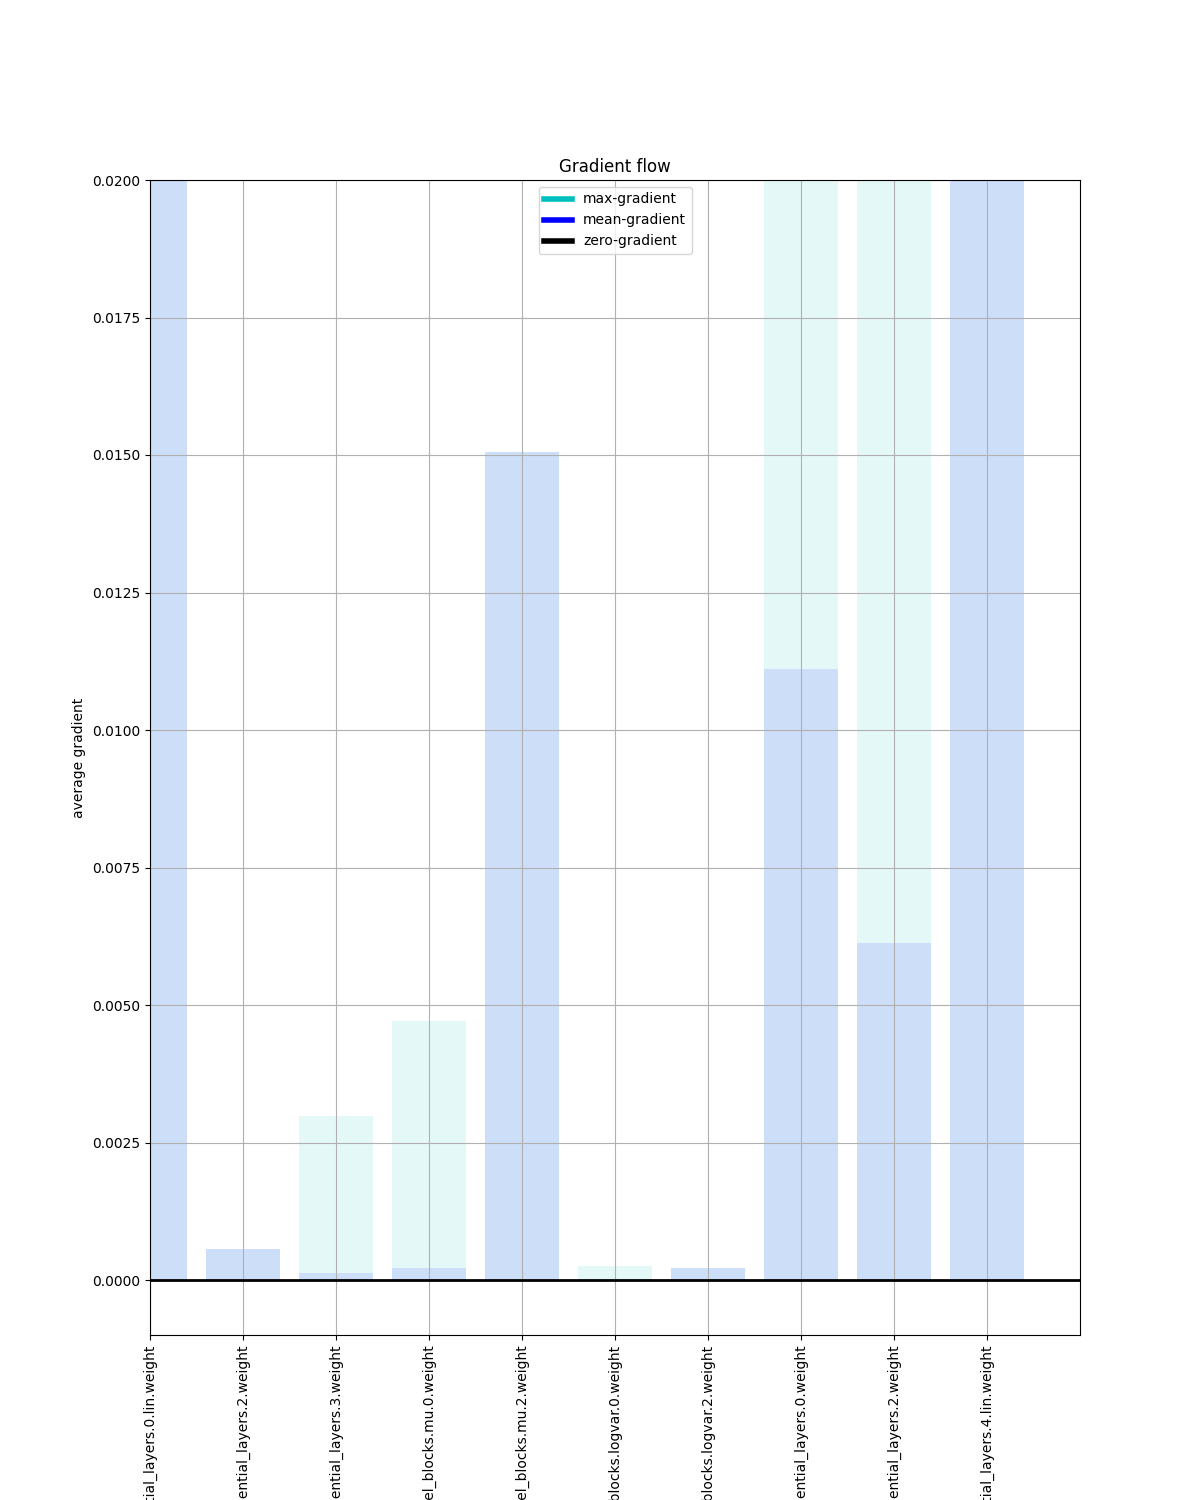 Gradient flow
max-gradient
mean-gradient
zero-gradient
0.0200
0.0175
0.0150
0.0125
0.0100
0.0075
0.0050
0.0025
0.0000
average gradient
tial_layers.0.lin.weight
ential_layers.2.weight
ential_layers.3.weight
el_blocks.mu.0.weight
el_blocks.mu.2.weight
blocks.logvar.0.weight
blocks.logvar.2.weight
ential_layers.0.weight
ential_layers.2.weight
tial_layers.4.lin.weight